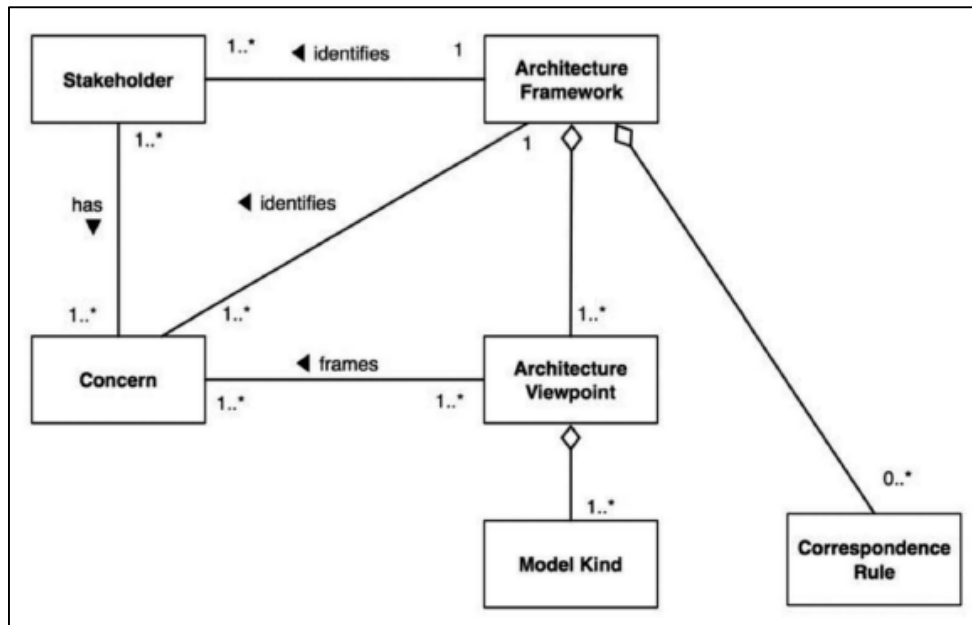 1..*
◀ identifies
1
Stakeholder
Architecture
Framework
1..*
1
has
▼
◀ identifies
1..*
1..*
1..*
◀ frames
Concern
Architecture
Viewpoint
1..*
1..*
0..*
1..*
Model Kind
Correspondence
Rule